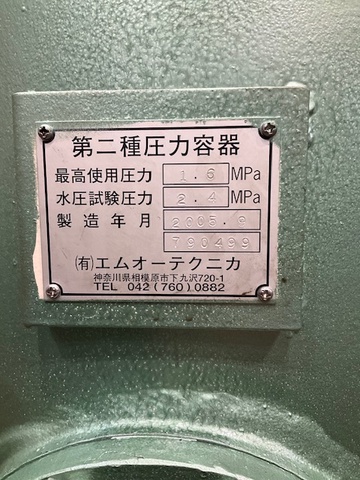 第二種圧力容器
最高使用圧力 1.6 MPa
水圧試験圧力 2.4 MPa
製造年月 2005.
790499
(有)エムオーテクニカ
神奈川県相模原市下九沢720-1
TEL 042(760)0882